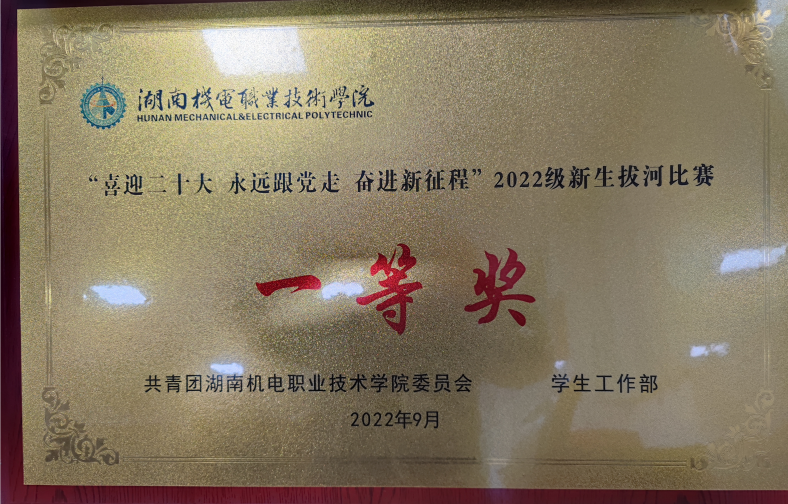 湖南機電職業技術學院
HUNAN MECHANICAL&ELECTRICAL POLYTECHNIC
“喜迎二十大 永远跟党走 奋进新征程”2022级新生拔河比赛
一等奖
共青团湖南机电职业技术学院委员会 学生工作部
2022年9月